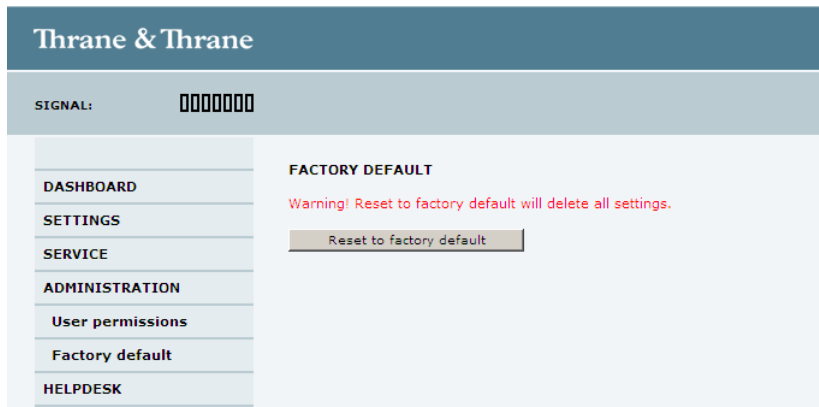 Thrane & Thrane
SIGNAL:
DASHBOARD
SETTINGS
SERVICE
ADMINISTRATION
User permissions
Factory default
HELPDESK
FACTORY DEFAULT
Warning! Reset to factory default will delete all settings.
Reset to factory default